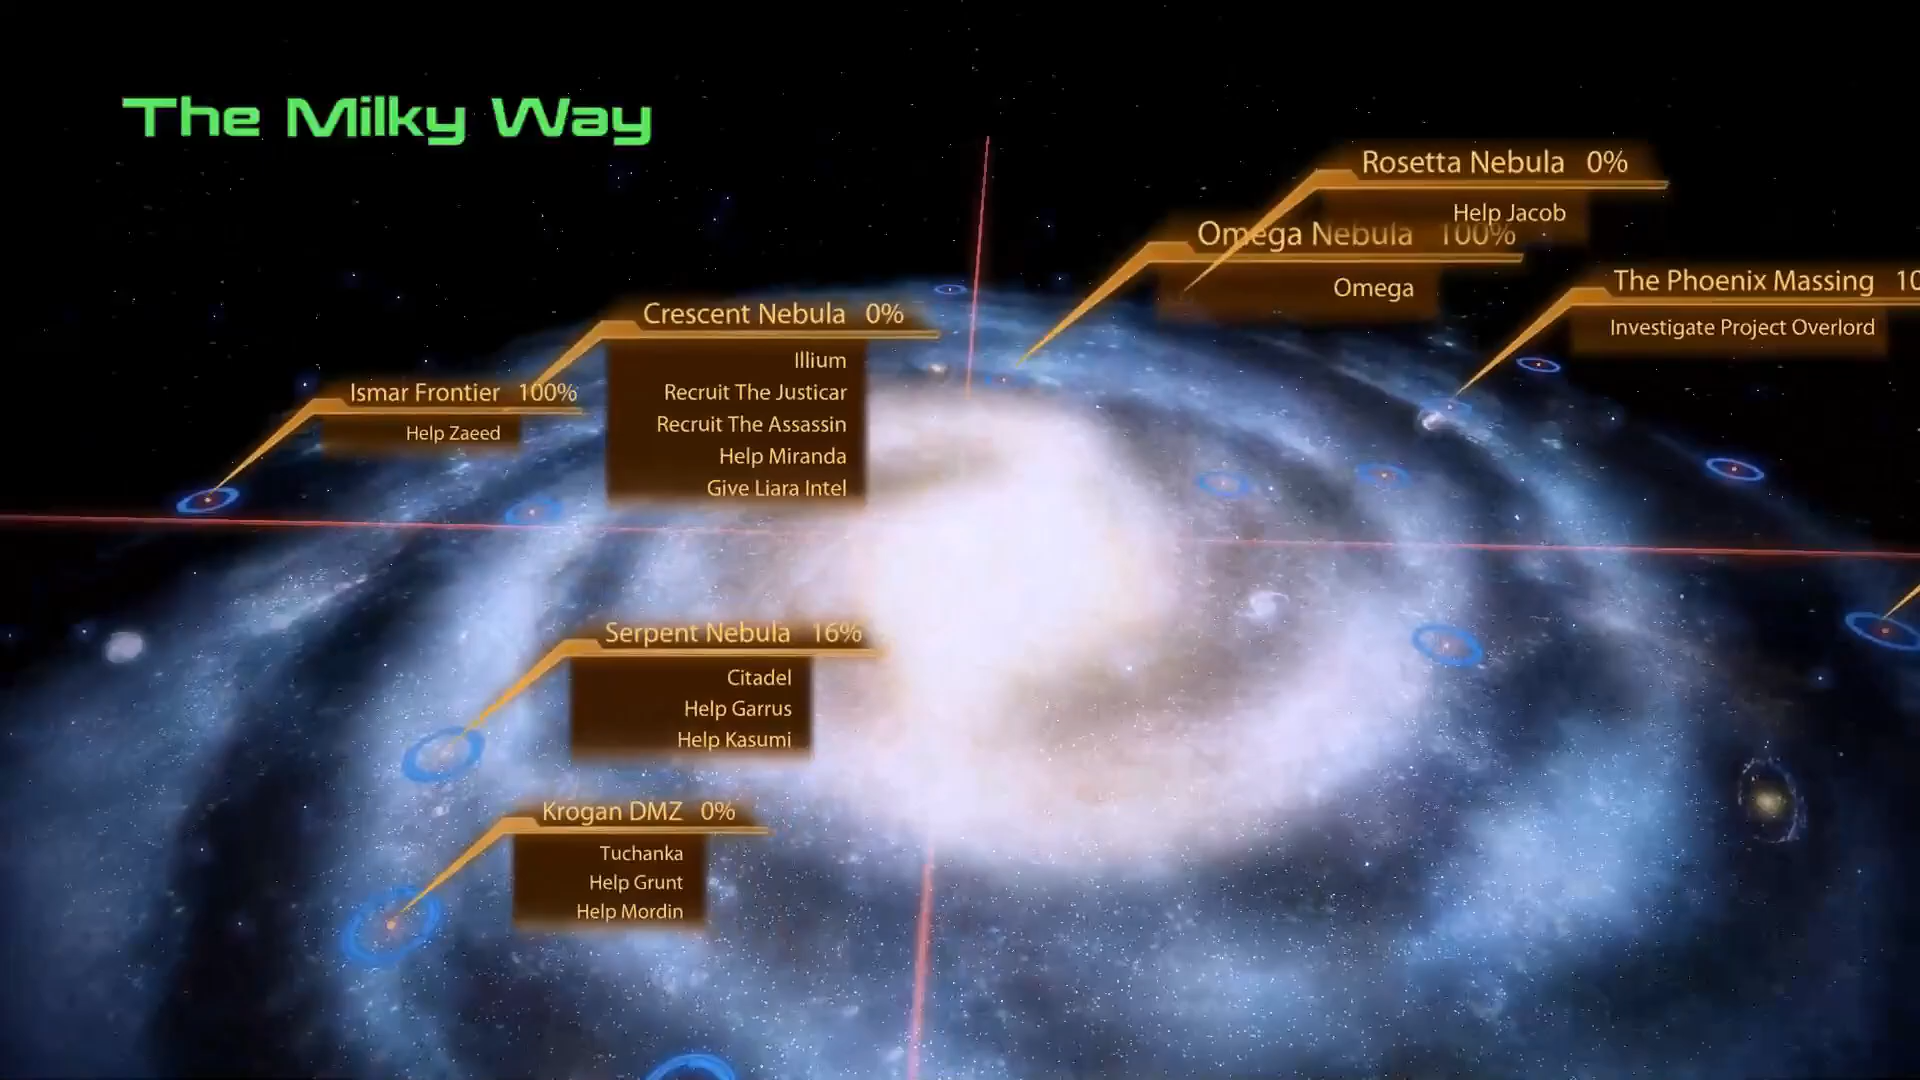 The Milky Way
Rosetta Nebula 0%
Help Jacob
Omega Nebula 100%
Omega
The Phoenix Massing 10
Investigate Project Overlord
Crescent Nebula 0%
Illium
Recruit The Justicar
Recruit The Assassin
Help Miranda
Give Liara Intel
Ismar Frontier 100%
Help Zaeed
Serpent Nebula 16%
Citadel
Help Garrus
Help Kasumi
Krogan DMZ 0%
Tuchanka
Help Grunt
Help Mordin